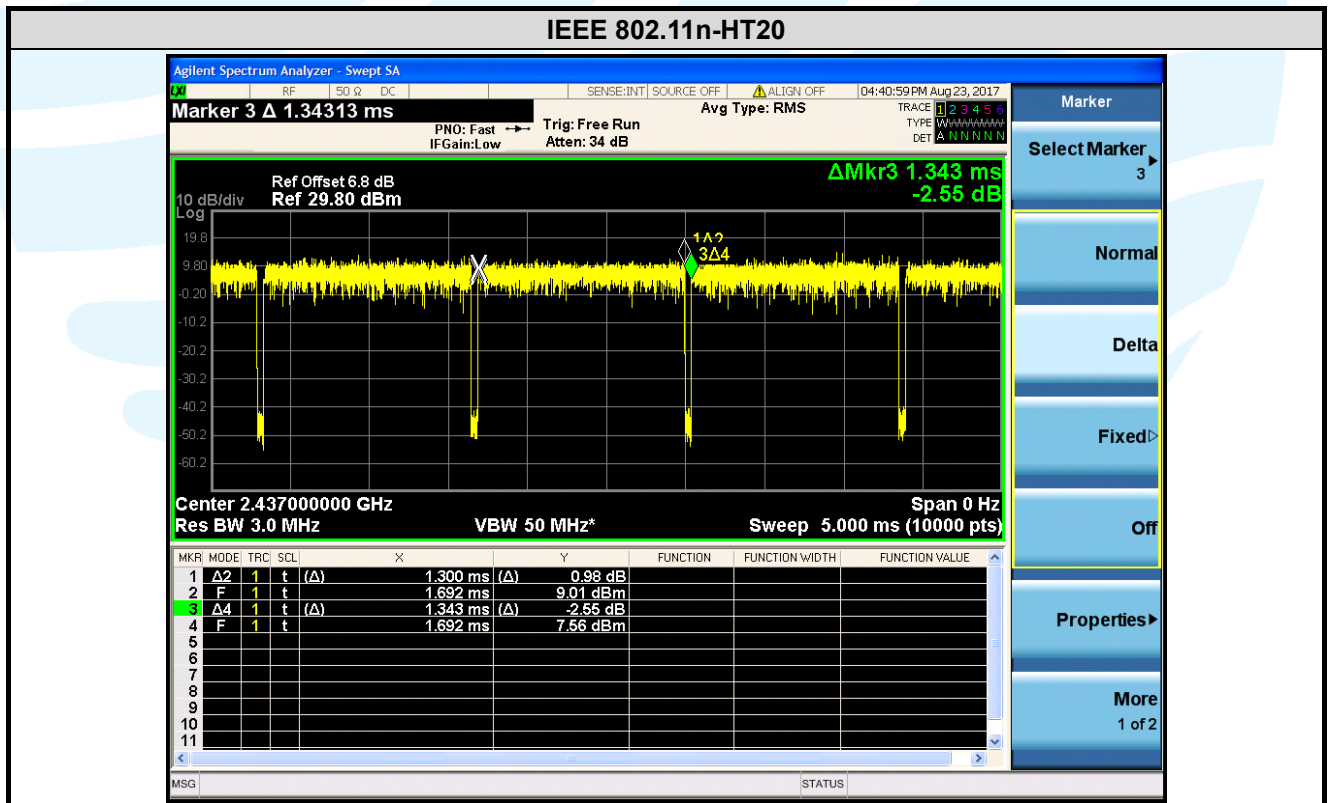 IEEE 802.11n-HT20
Agilent Spectrum Analyzer - Swept SA
LXI RF 50 Ω DC SENSE:INT SOURCE OFF ALIGN OFF 04:40:59 PM Aug 23, 2017
Marker 3 Δ 1.34313 ms
PNO: Fast
IFGain:Low
Trig: Free Run
Atten: 34 dB
Avg Type: RMS
TRACE 1 2 3 4 5 6
TYPE WWWWWW
DET A N N N N N
ΔMkr3 1.343 ms
-2.55 dB
Ref Offset 6.8 dB
10 dB/div Ref 29.80 dBm
Log
19.8
9.80
-0.20
-10.2
-20.2
-30.2
-40.2
-50.2
-60.2
1Δ2
3Δ4
X
Center 2.437000000 GHz Span 0 Hz
Res BW 3.0 MHz VBW 50 MHz* Sweep 5.000 ms (10000 pts)
MKR MODE TRC SCL X Y FUNCTION FUNCTION WIDTH FUNCTION VALUE
1 Δ2 1 t (Δ) 1.300 ms (Δ) 0.98 dB
2 F 1 t 1.692 ms 9.01 dBm
3 Δ4 1 t (Δ) 1.343 ms (Δ) -2.55 dB
4 F 1 t 1.692 ms 7.56 dBm
5
6
7
8
9
10
11
MSG STATUS
Marker
Select Marker
3
Normal
Delta
Fixed
Off
Properties
More
1 of 2